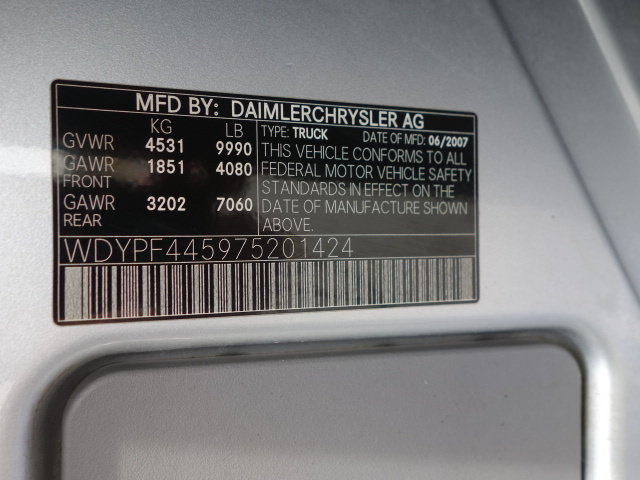 MFD BY: DAIMLERCHRYSLER AG
KG LB
GVWR 4531 9990
GAWR FRONT 1851 4080
GAWR REAR 3202 7060
TYPE: TRUCK DATE OF MFD: 06/2007
THIS VEHICLE CONFORMS TO ALL
FEDERAL MOTOR VEHICLE SAFETY
STANDARDS IN EFFECT ON THE
DATE OF MANUFACTURE SHOWN
ABOVE.
WDYPF445975201424